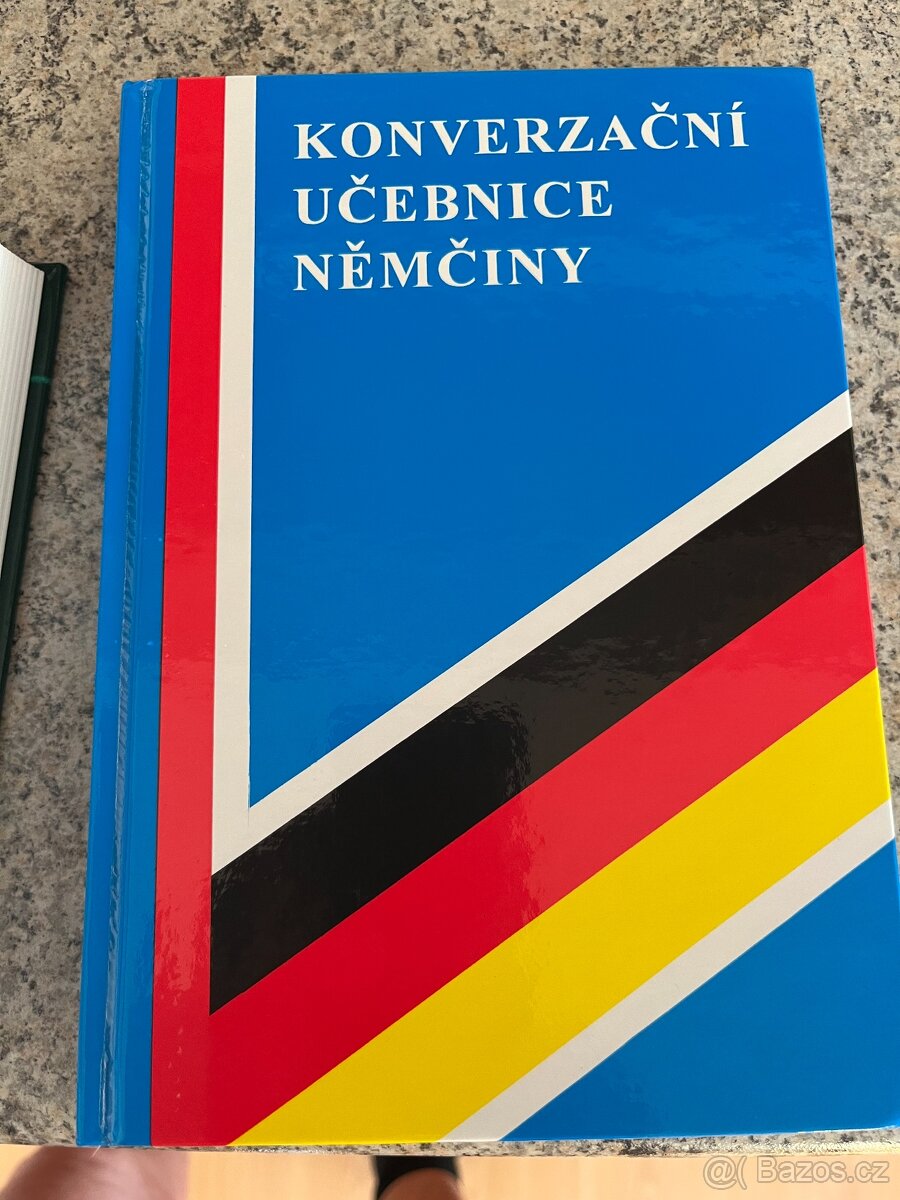 KONVERZAČNÍ
UČEBNICE
NĚMČINY
@Bazos.cz